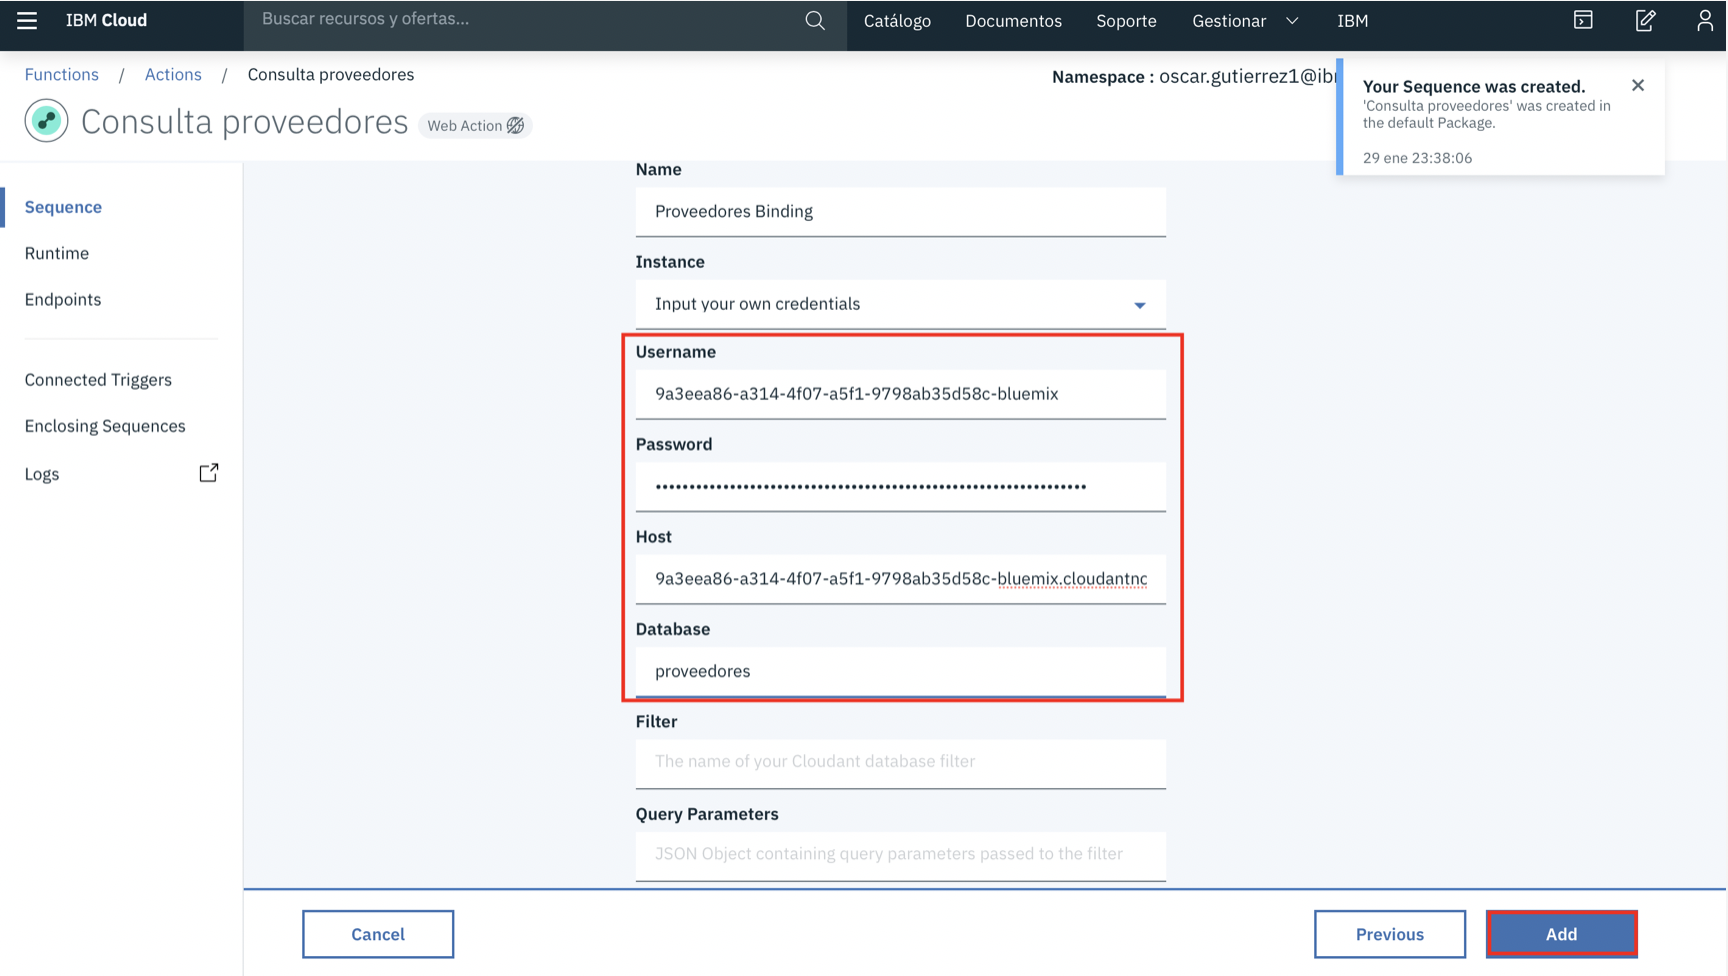 IBM Cloud
Buscar recursos y ofertas...
Catálogo
Documentos
Soporte
Gestionar
IBM
Functions / Actions / Consulta proveedores
Namespace : oscar.gutierrez1@ib
Consulta proveedores
Web Action
Your Sequence was created.
'Consulta proveedores' was created in
the default Package.
29 ene 23:38:06
Sequence
Runtime
Endpoints
Connected Triggers
Enclosing Sequences
Logs
Name
Proveedores Binding
Instance
Input your own credentials
Username
9a3eea86-a314-4f07-a5f1-9798ab35d58c-bluemix
Password
Host
9a3eea86-a314-4f07-a5f1-9798ab35d58c-bluemix.cloudantnc
Database
proveedores
Filter
The name of your Cloudant database filter
Query Parameters
JSON Object containing query parameters passed to the filter
Cancel
Previous
Add